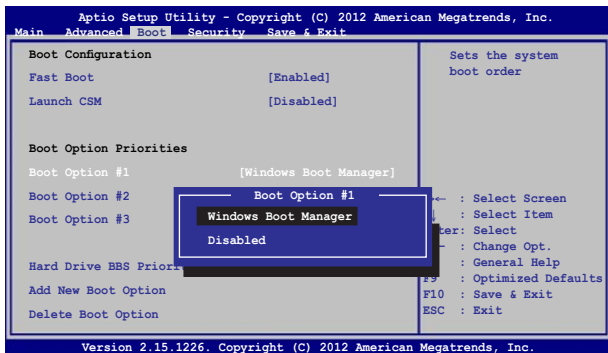 Aptio Setup Utility - Copyright (C) 2012 American Megatrends, Inc.
Main Advanced Boot Security Save & Exit
Boot Configuration
Fast Boot [Enabled]
Launch CSM [Disabled]
Boot Option Priorities
Boot Option #1 [Windows Boot Manager]
Boot Option #2
Boot Option #3
Hard Drive BBS Priori
Add New Boot Option
Delete Boot Option
Boot Option #1
Windows Boot Manager
Disabled
Sets the system
boot order
→← : Select Screen
: Select Item
ter: Select
— : Change Opt.
: General Help
F9 : Optimized Defaults
F10 : Save & Exit
ESC : Exit
Version 2.15.1226. Copyright (C) 2012 American Megatrends, Inc.